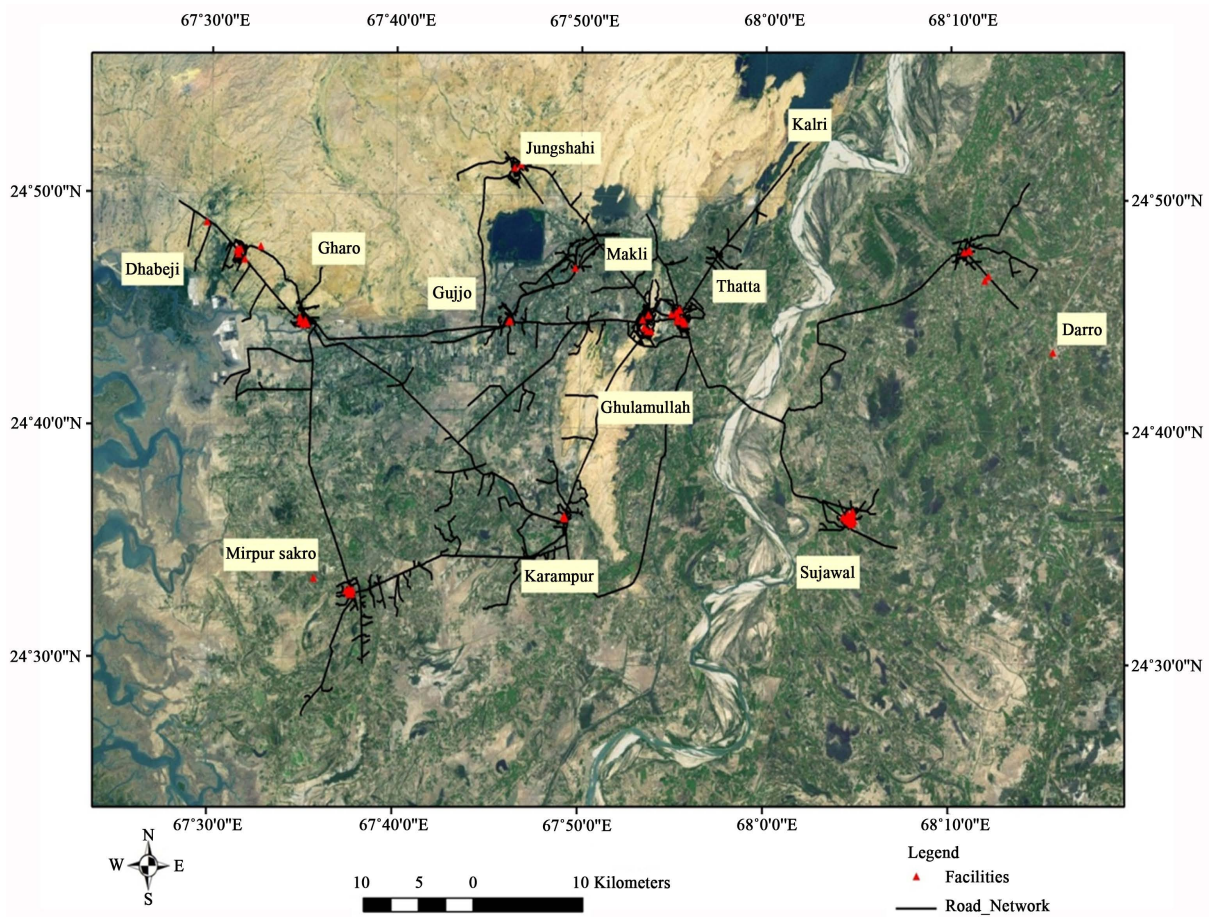 67°30'0"E 67°40'0"E 67°50'0"E 68°0'0"E 68°10'0"E
Kalri
Jungshahi
24°50'0"N 24°50'0"N
Gharo
Makli
Dhabeji
Gujjo
Thatta
Darro
Ghulamullah
24°40'0"N 24°40'0"N
Mirpur sakro
Karampur
Sujawal
24°30'0"N 24°30'0"N
67°30'0"E 67°40'0"E 67°50'0"E 68°0'0"E 68°10'0"E
N
W E
S
10 5 0 10 Kilometers
Legend
Facilities
Road_Network